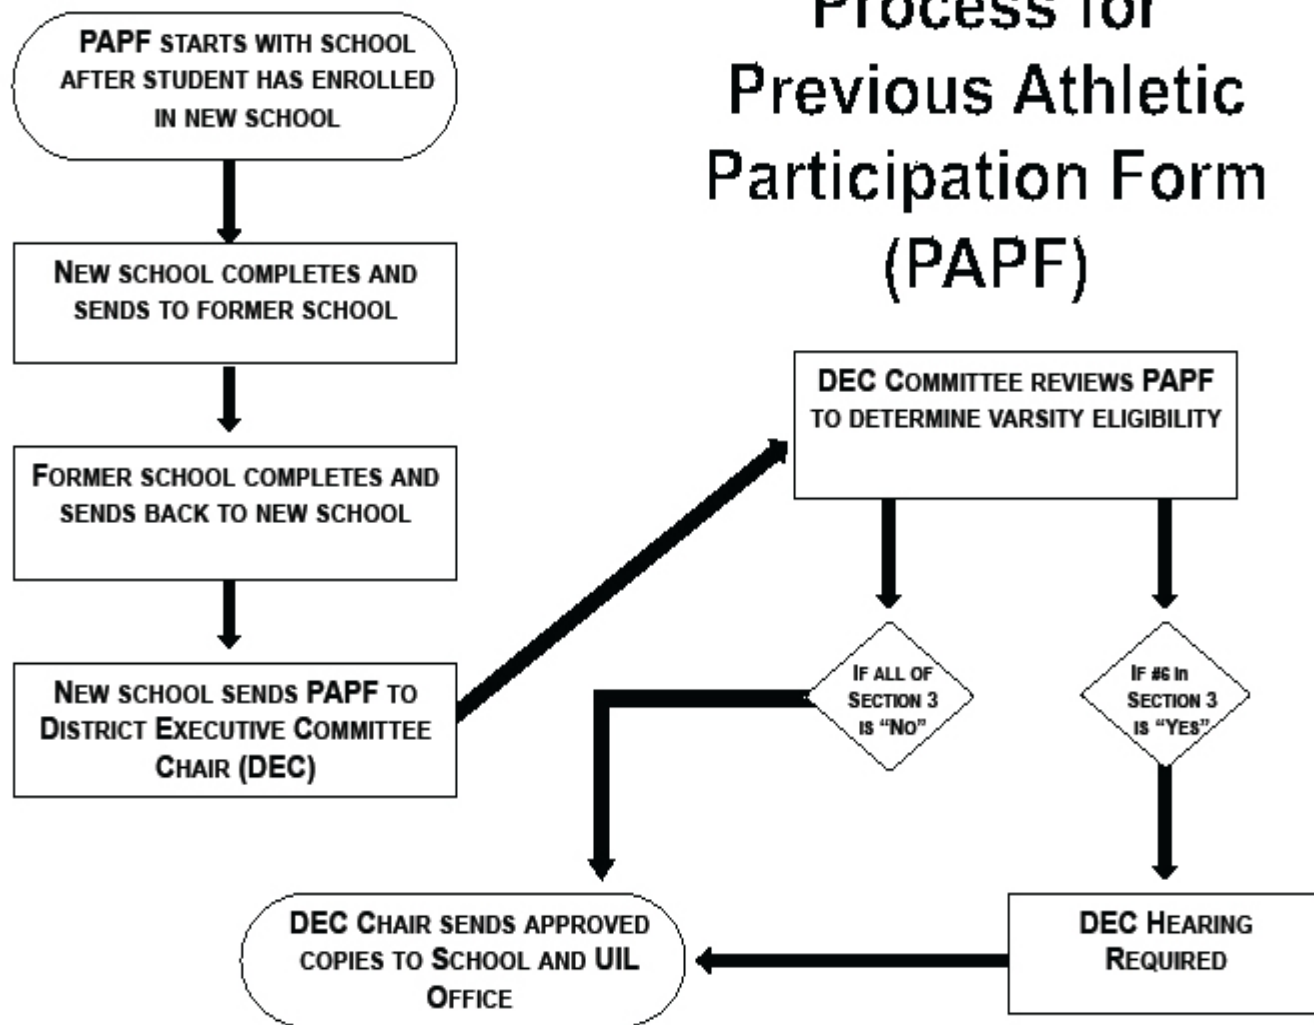 Process for
Previous Athletic
Participation Form
(PAPF)
PAPF STARTS WITH SCHOOL
AFTER STUDENT HAS ENROLLED
IN NEW SCHOOL
NEW SCHOOL COMPLETES AND
SENDS TO FORMER SCHOOL
FORMER SCHOOL COMPLETES AND
SENDS BACK TO NEW SCHOOL
NEW SCHOOL SENDS PAPF TO
DISTRICT EXECUTIVE COMMITTEE
CHAIR (DEC)
DEC COMMITTEE REVIEWS PAPF
TO DETERMINE VARSITY ELIGIBILITY
IF ALL OF
SECTION 3
IS “NO”
IF #6 in
SECTION 3
IS “YES”
DEC HEARING
REQUIRED
DEC CHAIR SENDS APPROVED
COPIES TO SCHOOL AND UIL
OFFICE